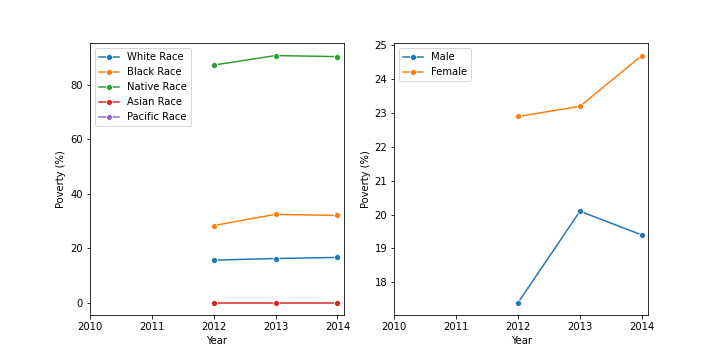 White Race
Black Race
Native Race
Asian Race
Pacific Race
80
60
40
20
0
Poverty (%)
2010 2011 2012 2013 2014
Year
Male
Female
25
24
23
22
21
20
19
18
Poverty (%)
2010 2011 2012 2013 2014
Year